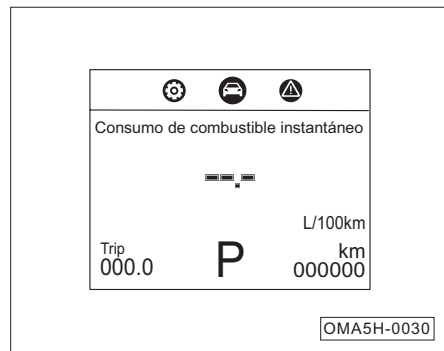 Consumo de combustible instantáneo
--.-
L/100km
Trip
000.0
P
km
000000
OMA5H-0030